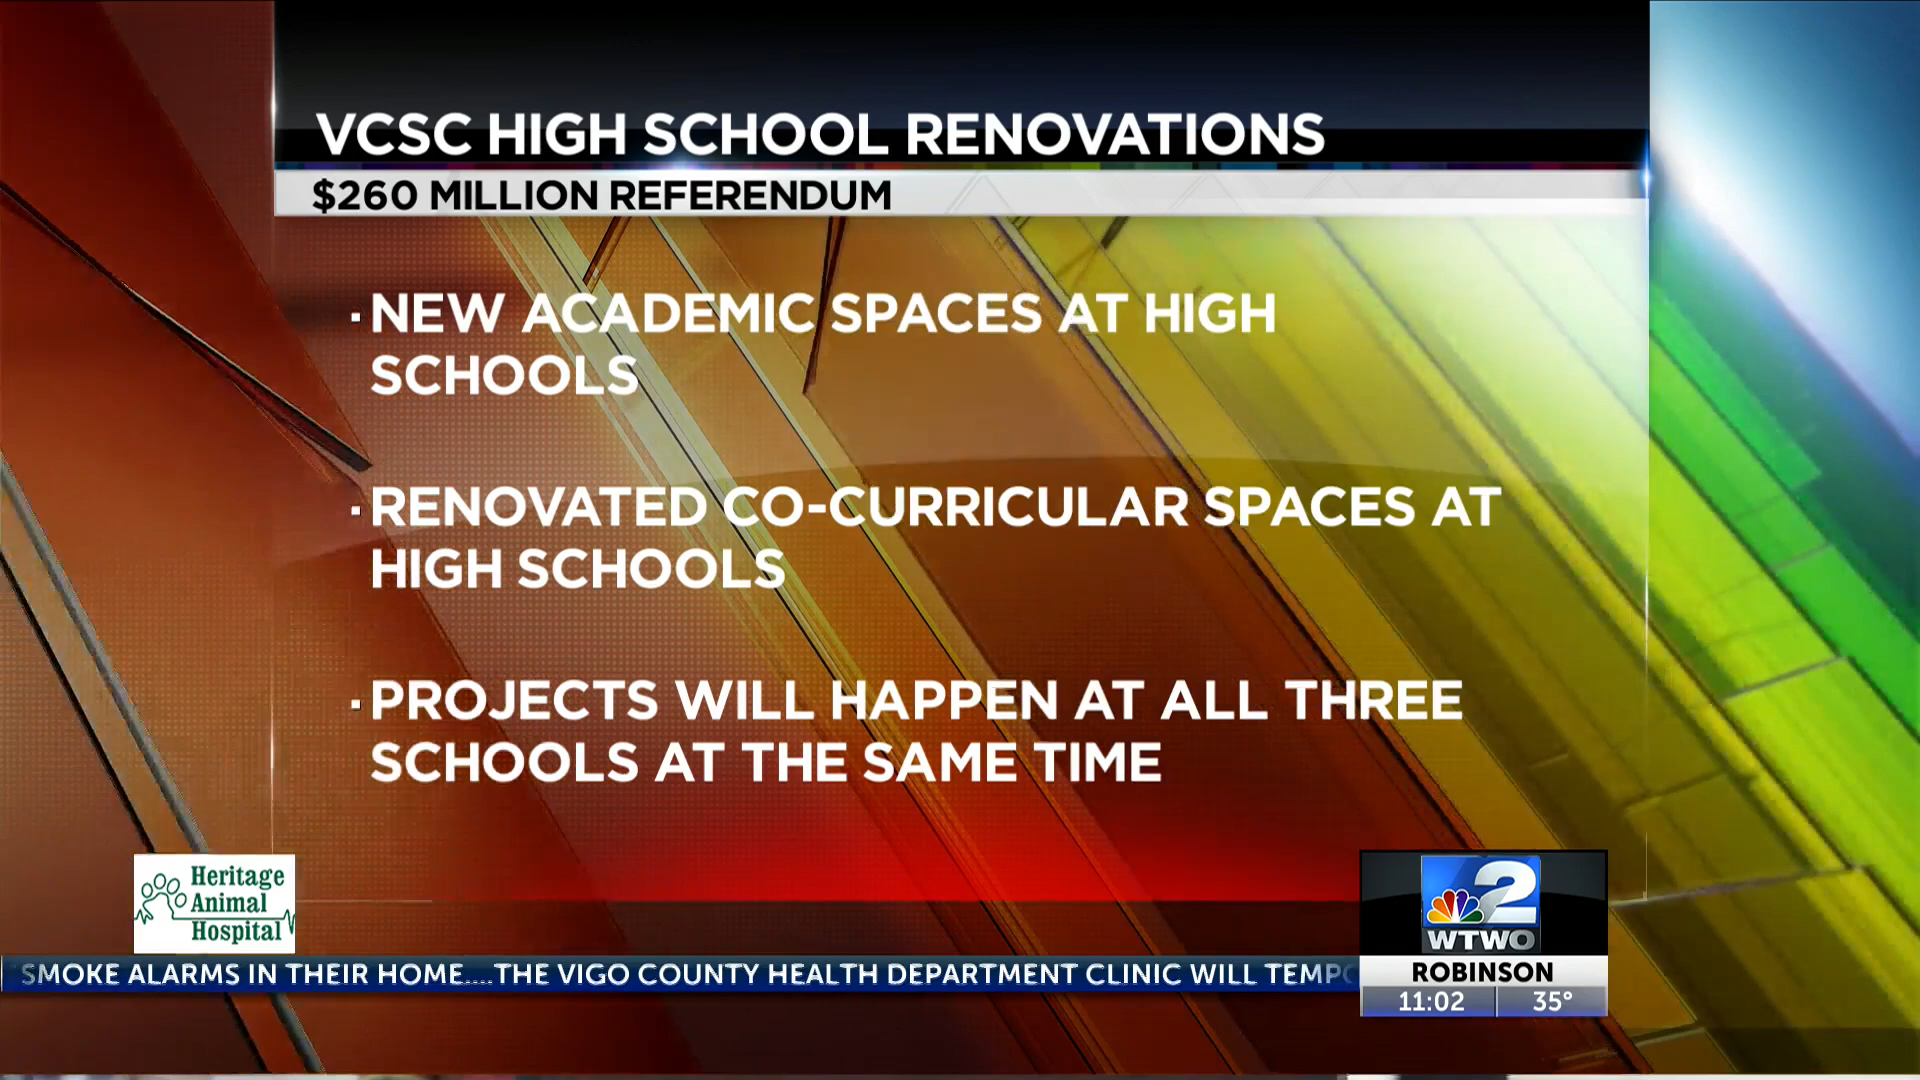 VCSC HIGH SCHOOL RENOVATIONS
$260 MILLION REFERENDUM
· NEW ACADEMIC SPACES AT HIGH
SCHOOLS
· RENOVATED CO-CURRICULAR SPACES AT
HIGH SCHOOLS
· PROJECTS WILL HAPPEN AT ALL THREE
SCHOOLS AT THE SAME TIME
Heritage
Animal
Hospital
2
WTWO
SMOKE ALARMS IN THEIR HOME....THE VIGO COUNTY HEALTH DEPARTMENT CLINIC WILL TEMPO
ROBINSON
11:02 35°